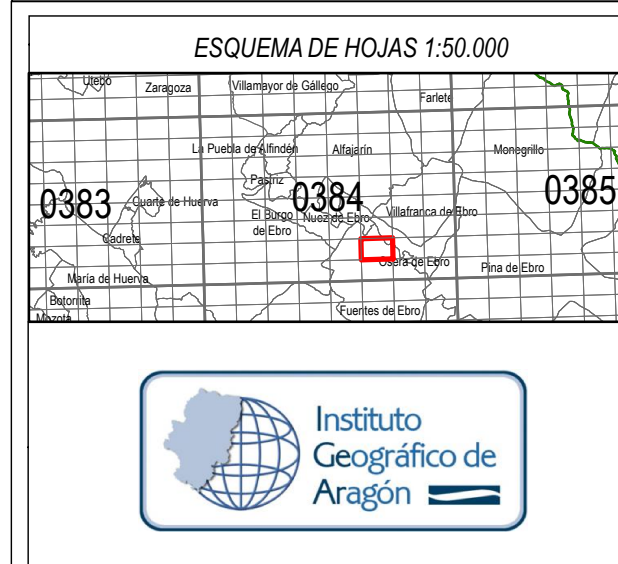 ESQUEMA DE HOJAS 1:50.000
Utebo
Zaragoza
Villamayor de Gállego
Farlete
La Puebla de Alfindén
Alfajarín
Monegrillo
Pastriz
0383
Cuarte de Huerva
0384
0385
El Burgo
de Ebro
Nuez de Ebro
Villafranca de Ebro
Cadrete
Osera de Ebro
Pina de Ebro
María de Huerva
Botorrita
Fuentes de Ebro
Mozota
Instituto
Geográfico de
Aragón